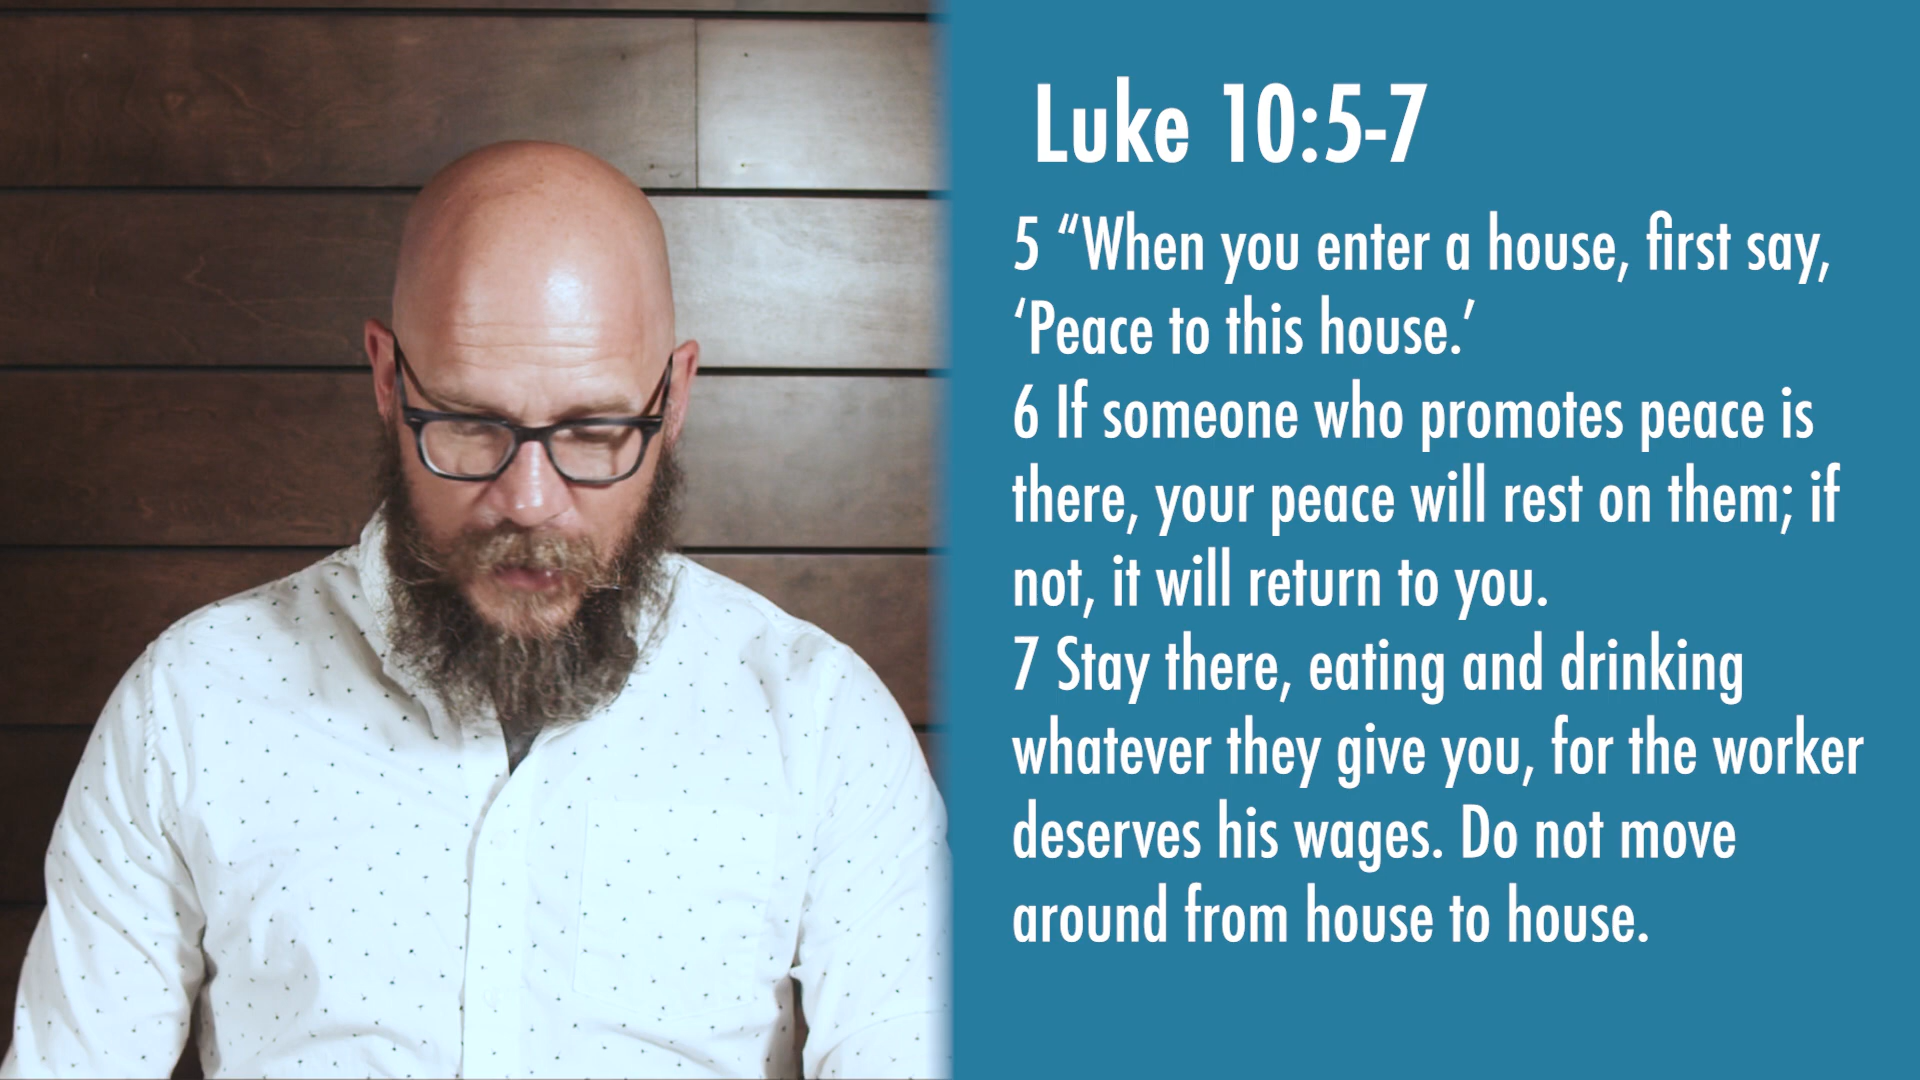 Luke 10:5-7
5 “When you enter a house, first say,
‘Peace to this house.’
6 If someone who promotes peace is
there, your peace will rest on them; if
not, it will return to you.
7 Stay there, eating and drinking
whatever they give you, for the worker
deserves his wages. Do not move
around from house to house.